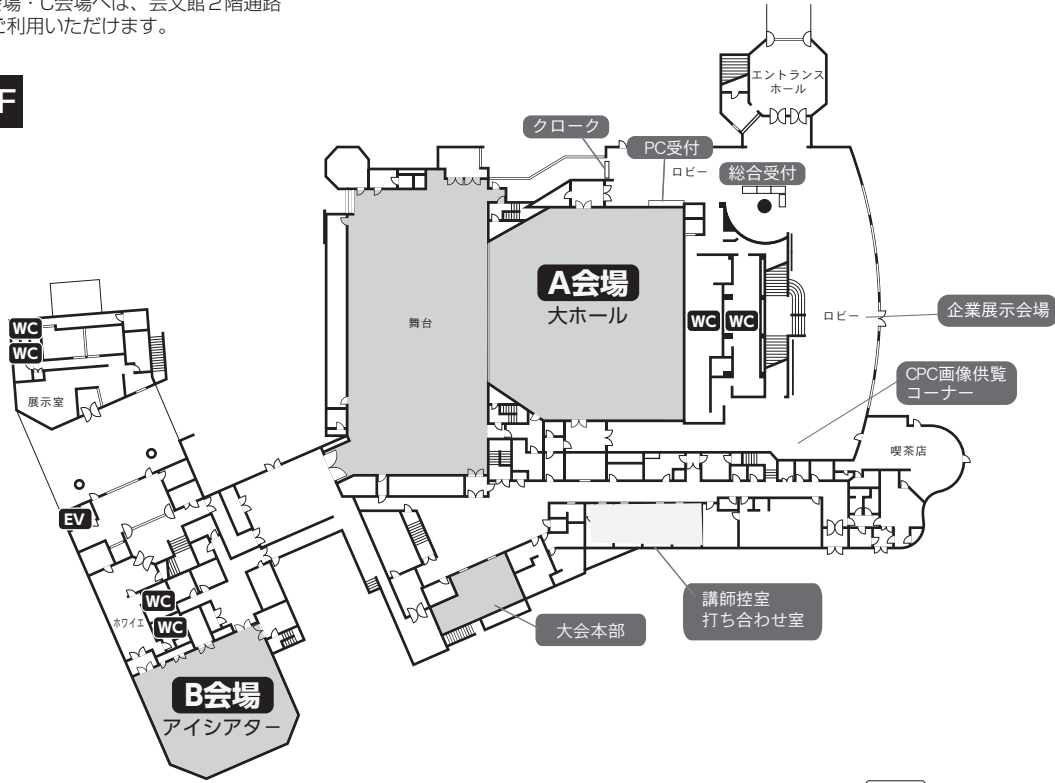 会場・C会場へは、芸文館２階通路
ご利用いただけます。
F
エントランス
ホール
クローク
PC受付
ロビー
総合受付
A会場
大ホール
舞台
WC
WC
ロビー
企業展示会場
CPC画像供覧
コーナー
喫茶店
WC
WC
展示室
EV
WC
WC
ホワイエ
講師控室
打ち合わせ室
大会本部
B会場
アイシアター